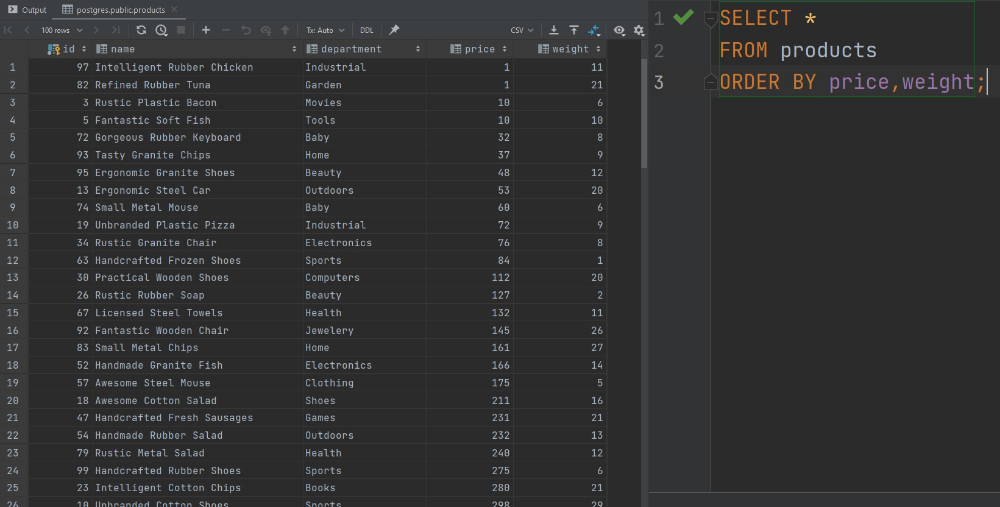 Output postgres.public.products
100 rows Tx: Auto DDL CSV
id name department price weight
1 97 Intelligent Rubber Chicken Industrial 1 11
2 82 Refined Rubber Tuna Garden 1 21
3 3 Rustic Plastic Bacon Movies 10 6
4 5 Fantastic Soft Fish Tools 10 10
5 72 Gorgeous Rubber Keyboard Baby 32 8
6 93 Tasty Granite Chips Home 37 9
7 95 Ergonomic Granite Shoes Beauty 48 12
8 13 Ergonomic Steel Car Outdoors 53 20
9 74 Small Metal Mouse Baby 60 6
10 19 Unbranded Plastic Pizza Industrial 72 9
11 34 Rustic Granite Chair Electronics 76 8
12 63 Handcrafted Frozen Shoes Sports 84 1
13 30 Practical Wooden Shoes Computers 112 20
14 26 Rustic Rubber Soap Beauty 127 2
15 67 Licensed Steel Towels Health 132 11
16 92 Fantastic Wooden Chair Jewelery 145 26
17 83 Small Metal Chips Home 161 27
18 52 Handmade Granite Fish Electronics 166 14
19 57 Awesome Steel Mouse Clothing 175 5
20 18 Awesome Cotton Salad Shoes 211 16
21 47 Handcrafted Fresh Sausages Games 231 21
22 54 Handmade Rubber Salad Outdoors 232 13
23 79 Rustic Metal Salad Health 240 12
24 99 Handcrafted Rubber Shoes Sports 275 6
25 23 Intelligent Cotton Chips Books 280 21
26 10 Unbranded Cotton Shoes Sports 298 29
1 SELECT *
2 FROM products
3 ORDER BY price,weight;